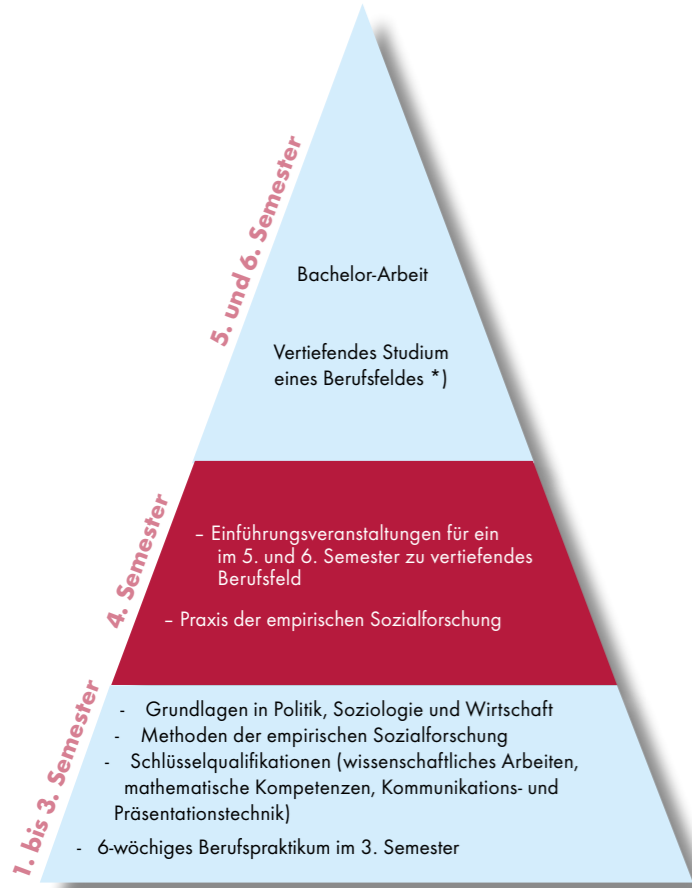 5. und 6. Semester
Bachelor-Arbeit
Vertiefendes Studium
eines Berufsfeldes *)
4. Semester
– Einführungsveranstaltungen für ein
im 5. und 6. Semester zu vertiefendes
Berufsfeld
– Praxis der empirischen Sozialforschung
1. bis 3. Semester
- Grundlagen in Politik, Soziologie und Wirtschaft
- Methoden der empirischen Sozialforschung
- Schlüsselqualifikationen (wissenschaftliches Arbeiten,
mathematische Kompetenzen, Kommunikations- und
Präsentationstechnik)
- 6-wöchiges Berufspraktikum im 3. Semester